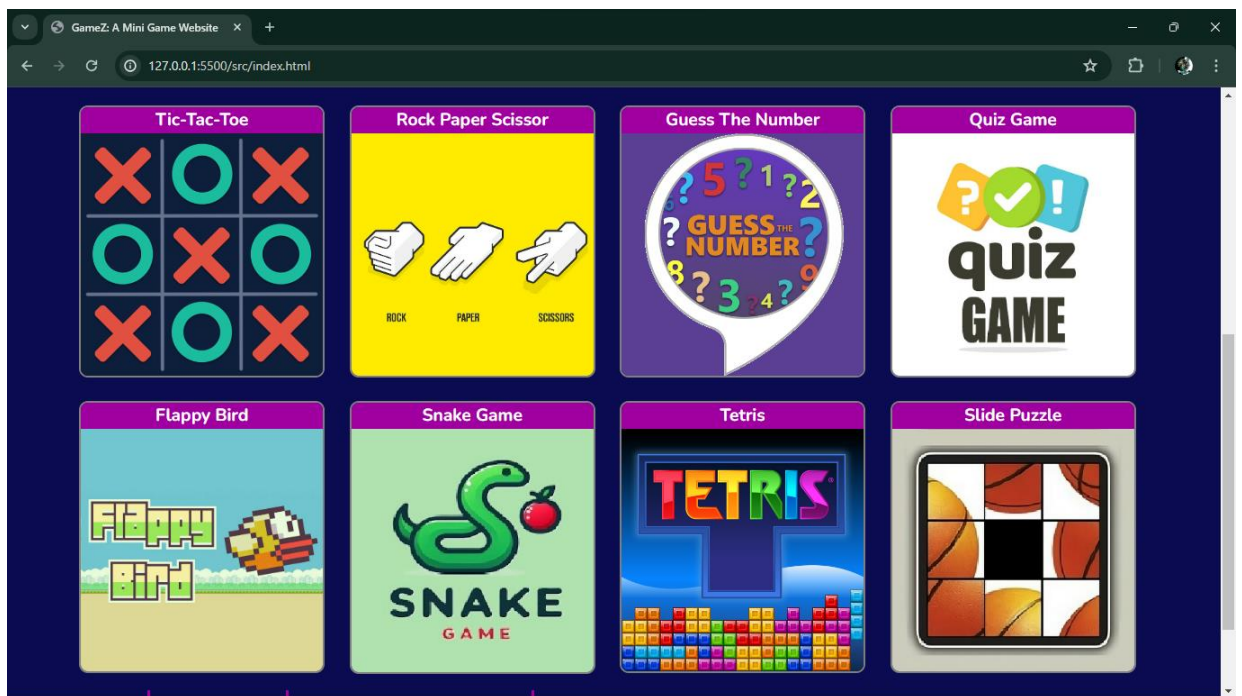 GameZ: A Mini Game Website
127.0.0.1:5500/src/index.html
Tic-Tac-Toe
Rock Paper Scissor
Guess The Number
Quiz Game
ROCK PAPER SCISSORS
5 ? 1 ? 2
?
? GUESS THE ?
NUMBER
8 9
? 3 ? 4 ?
? !
quiz
GAME
Flappy Bird
Snake Game
Tetris
Slide Puzzle
Flappy
Bird
SNAKE
GAME
TETRIS